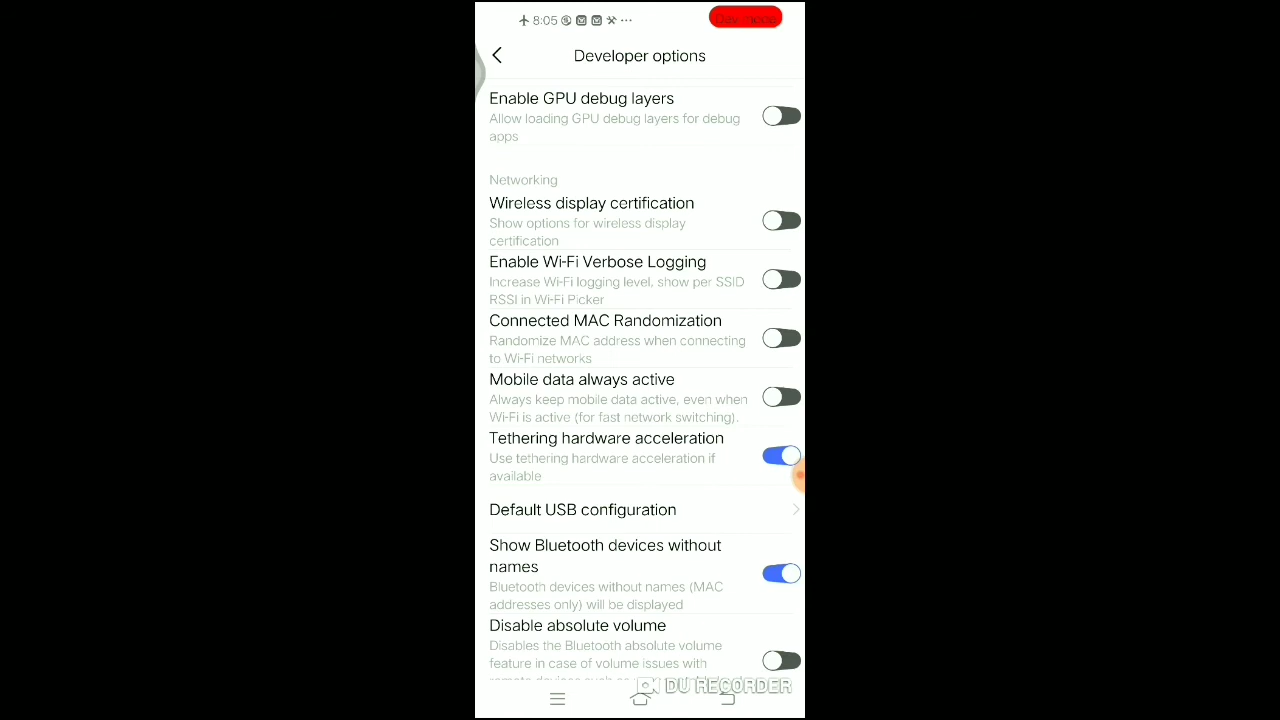 8:05
Dev mode
Developer options
Enable GPU debug layers
Allow loading GPU debug layers for debug
apps
Networking
Wireless display certification
Show options for wireless display
certification
Enable Wi-Fi Verbose Logging
Increase Wi-Fi logging level, show per SSID
RSSI in Wi-Fi Picker
Connected MAC Randomization
Randomize MAC address when connecting
to Wi-Fi networks
Mobile data always active
Always keep mobile data active, even when
Wi-Fi is active (for fast network switching).
Tethering hardware acceleration
Use tethering hardware acceleration if
available
Default USB configuration
Show Bluetooth devices without
names
Bluetooth devices without names (MAC
addresses only) will be displayed
Disable absolute volume
Disables the Bluetooth absolute volume
feature in case of volume issues with
DU RECORDER